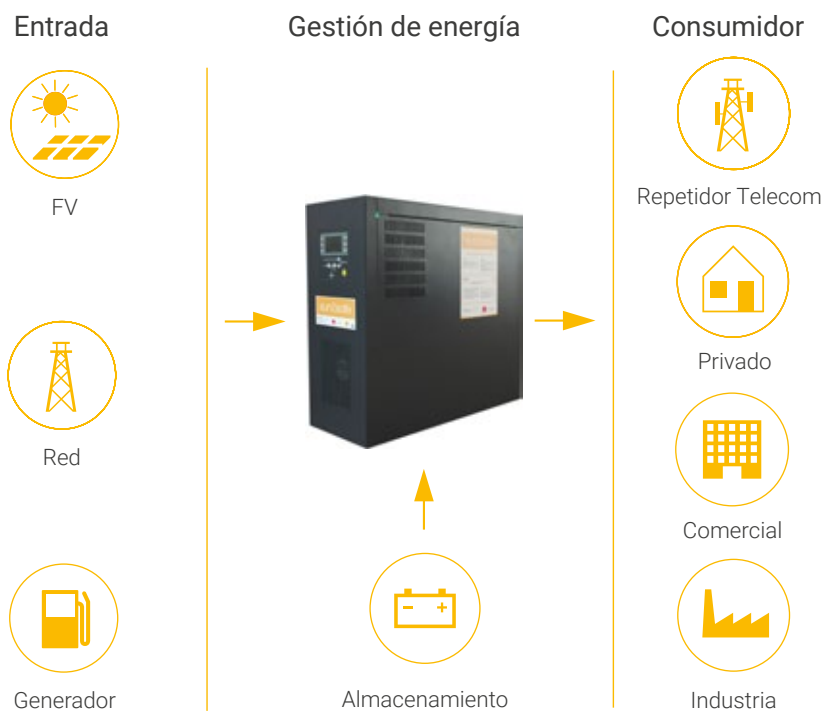 Entrada
Gestión de energía
Consumidor
FV
Red
Generador
Almacenamiento
Repetidor Telecom
Privado
Comercial
Industria